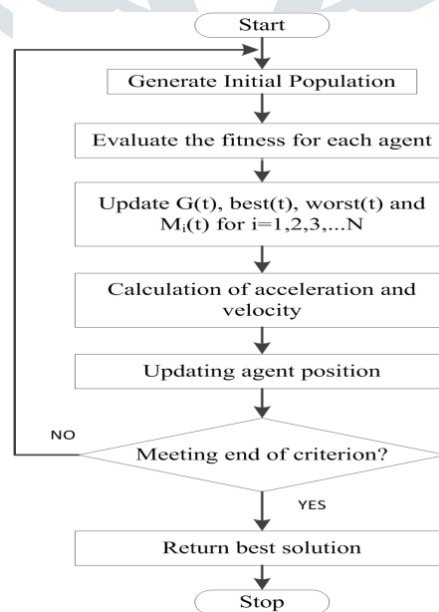 Start
Generate Initial Population
Evaluate the fitness for each agent
Update G(t), best(t), worst(t) and
Mi(t) for i=1,2,3,...N
Calculation of acceleration and
velocity
Updating agent position
Meeting end of criterion?
NO
YES
Return best solution
Stop